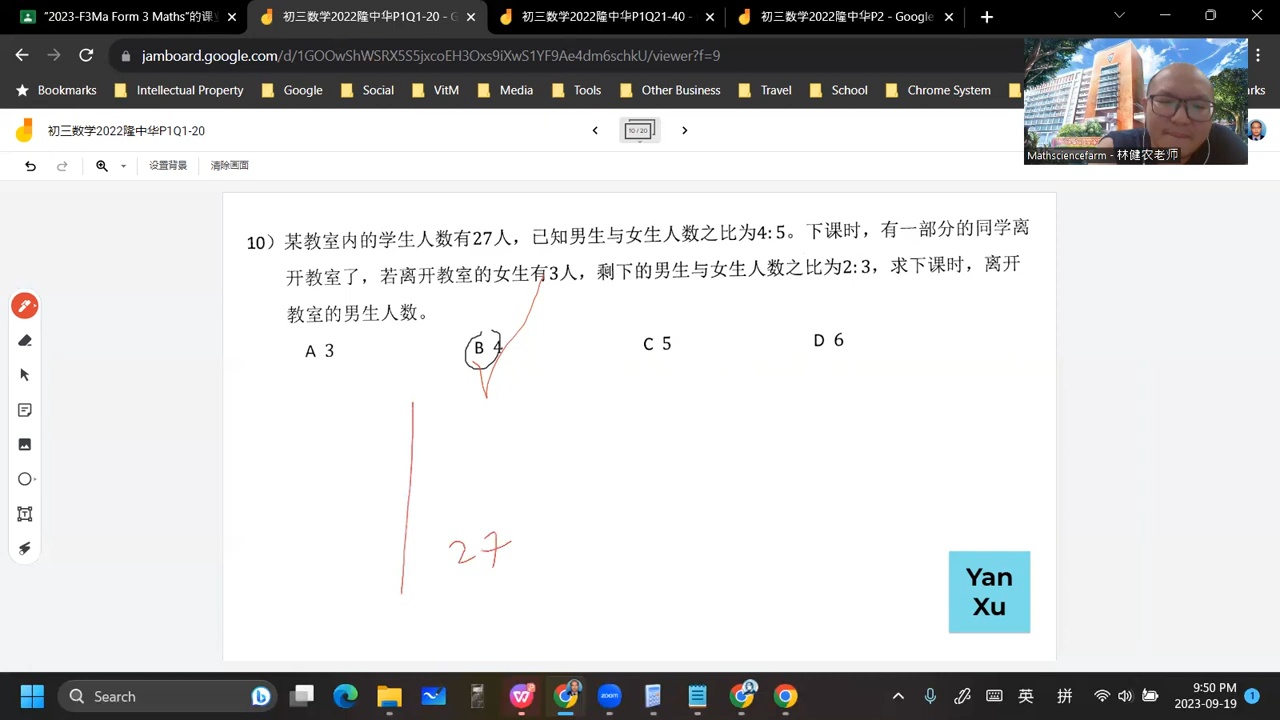 "2023-F3Ma Form 3 Maths"的课
初三数学2022隆中华P1Q1-20 - G
初三数学2022隆中华P1Q21-40 -
初三数学2022隆中华P2 - Google
jamboard.google.com/d/1GOOwShWSRX5S5jxcoEH3Oxs9iXwS1YF9Ae4dm6schkU/viewer?f=9
Bookmarks Intellectual Property Google Social VitM Media Tools Other Business Travel School Chrome System
Mathsciencefarm - 林健农老师
初三数学2022隆中华P1Q1-20
10/20
设置背景 清除画面
10）某教室内的学生人数有27人，已知男生与女生人数之比为4: 5。下课时，有一部分的同学离
开教室了，若离开教室的女生有3人，剩下的男生与女生人数之比为2: 3，求下课时，离开
教室的男生人数。
A 3 B 4 C 5 D 6
27
Yan
Xu
Search
zoom
英 拼
9:50 PM
2023-09-19
1